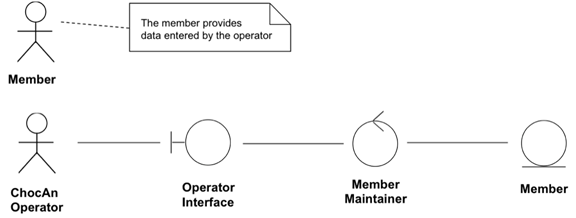 The member provides
data entered by the operator
Member
ChocAn
Operator
Operator
Interface
Member
Maintainer
Member